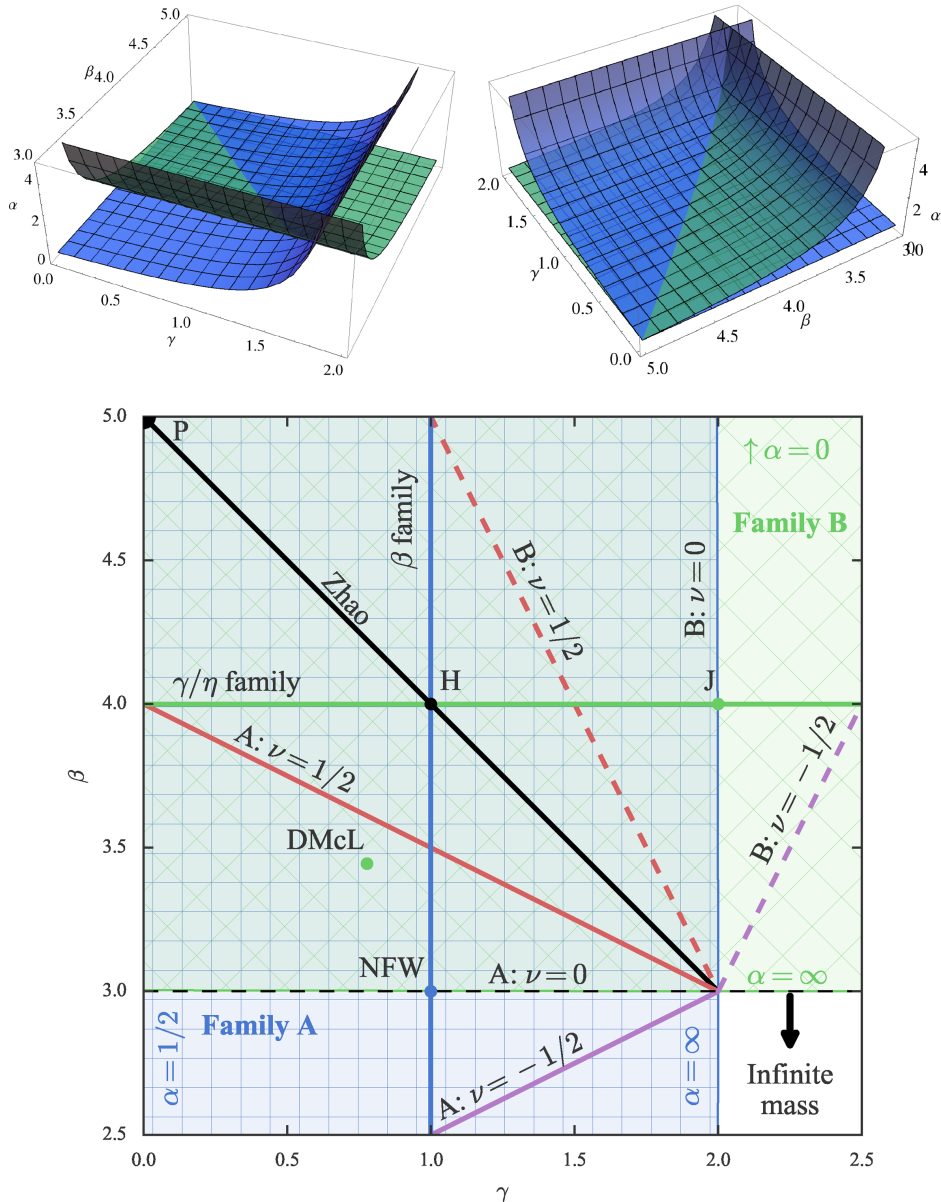 5.0
4.5
β 4.0
3.5
3.0
4
α 2
0
0.0
0.5
1.0
γ
1.5
2.0
2.0
1.5
γ 1.0
0.5
0.0
5.0
4.5
β
4.0
3.5
3.0
0
2
α
4
5.0
4.5
4.0
β
3.5
3.0
2.5
P
β family
↑α=0
Family B
B: ν=1/2
B: ν=0
Zhao
γ/η family
H
J
A: ν=1/2
B: ν=−1/2
DMcL
NFW
A: ν=0
α=∞
α=1/2
Family A
A: ν=−1/2
α=∞
Infinite
mass
0.0
0.5
1.0
1.5
2.0
2.5
γ